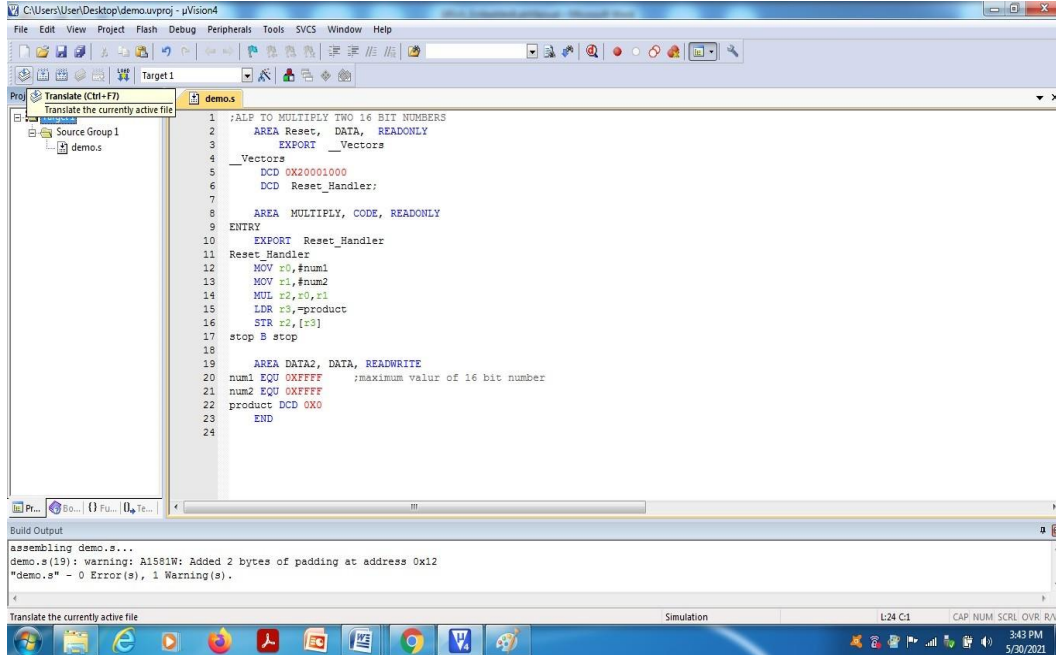 C:\Users\User\Desktop\demo.uvproj - µVision4
File Edit View Project Flash Debug Peripherals Tools SVCS Window Help
LOAD Target 1
Proj
Translate (Ctrl+F7)
Translate the currently active file
demo.s
Source Group 1
demo.s
1 ;ALP TO MULTIPLY TWO 16 BIT NUMBERS
2 AREA Reset, DATA, READONLY
3 EXPORT __Vectors
4 __Vectors
5 DCD 0X20001000
6 DCD Reset_Handler;
7
8 AREA MULTIPLY, CODE, READONLY
9 ENTRY
10 EXPORT Reset_Handler
11 Reset_Handler
12 MOV r0,#num1
13 MOV r1,#num2
14 MUL r2,r0,r1
15 LDR r3,=product
16 STR r2,[r3]
17 stop B stop
18
19 AREA DATA2, DATA, READWRITE
20 num1 EQU 0XFFFF ;maximum valur of 16 bit number
21 num2 EQU 0XFFFF
22 product DCD 0X0
23 END
24
Pr... Bo... {} Fu... 0 Te...
Build Output
assembling demo.s...
demo.s(19): warning: A1581W: Added 2 bytes of padding at address 0x12
"demo.s" - 0 Error(s), 1 Warning(s).
Translate the currently active file Simulation L:24 C:1 CAP NUM SCRL OVR R/
3:43 PM
5/30/2021